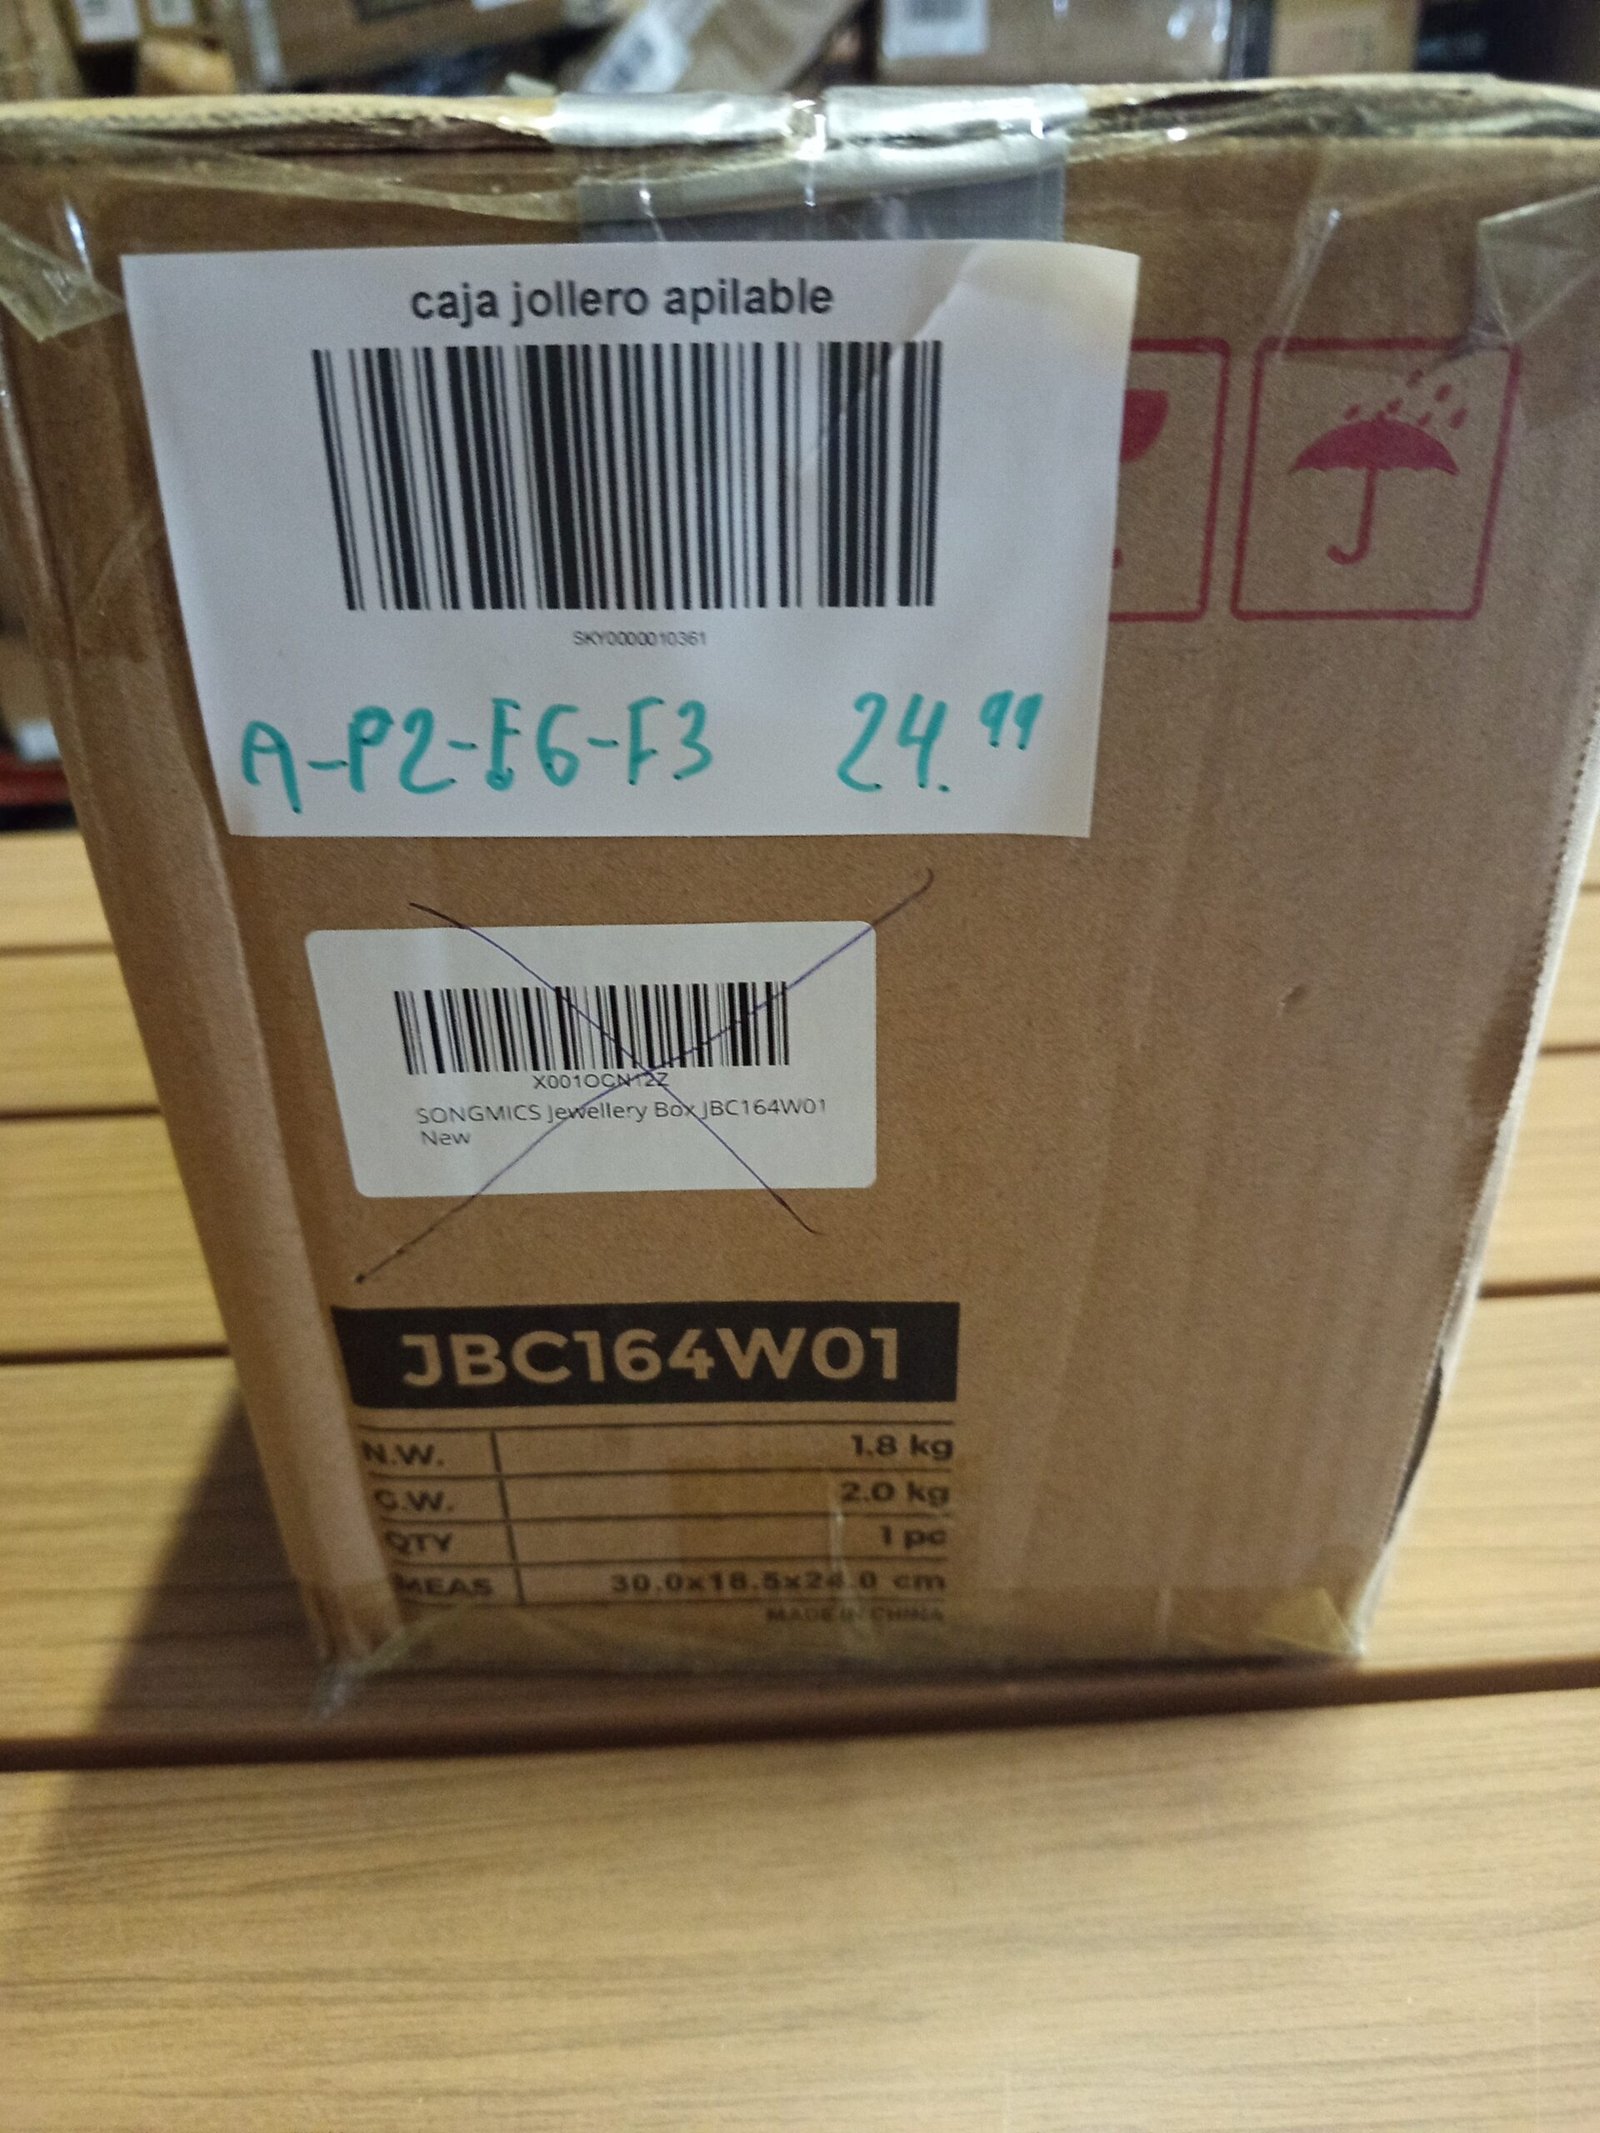 caja jollero apilable
SKY0000010361
A-P2-E6-F3 24.99
X001OCN12Z
SONGMICS Jewellery Box JBC164W01
New
JBC164W01
N.W. 1.8 kg
G.W. 2.0 kg
QTY 1 pc
MEAS 30.0x18.5x24.0 cm
MADE IN CHINA